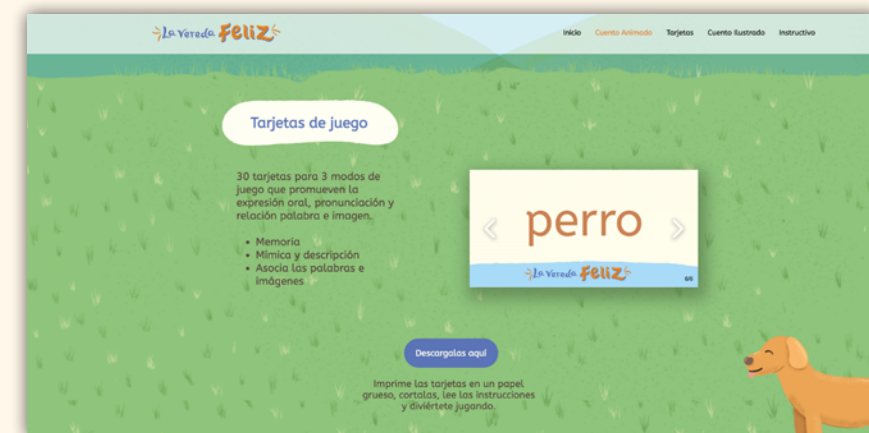 La Vereda Feliz
Inicio Cuento Animado Tarjetas Cuento Ilustrado Instructivo
Tarjetas de juego
30 tarjetas para 3 modos de
juego que promueven la
expresión oral, pronunciación y
relación palabra e imagen.
• Memoria
• Mímica y descripción
• Asocia las palabras e
imágenes
perro
La Vereda Feliz
6/6
Descargalas aquí
Imprime las tarjetas en un papel
grueso, cortalas, lee las instrucciones
y diviértete jugando.